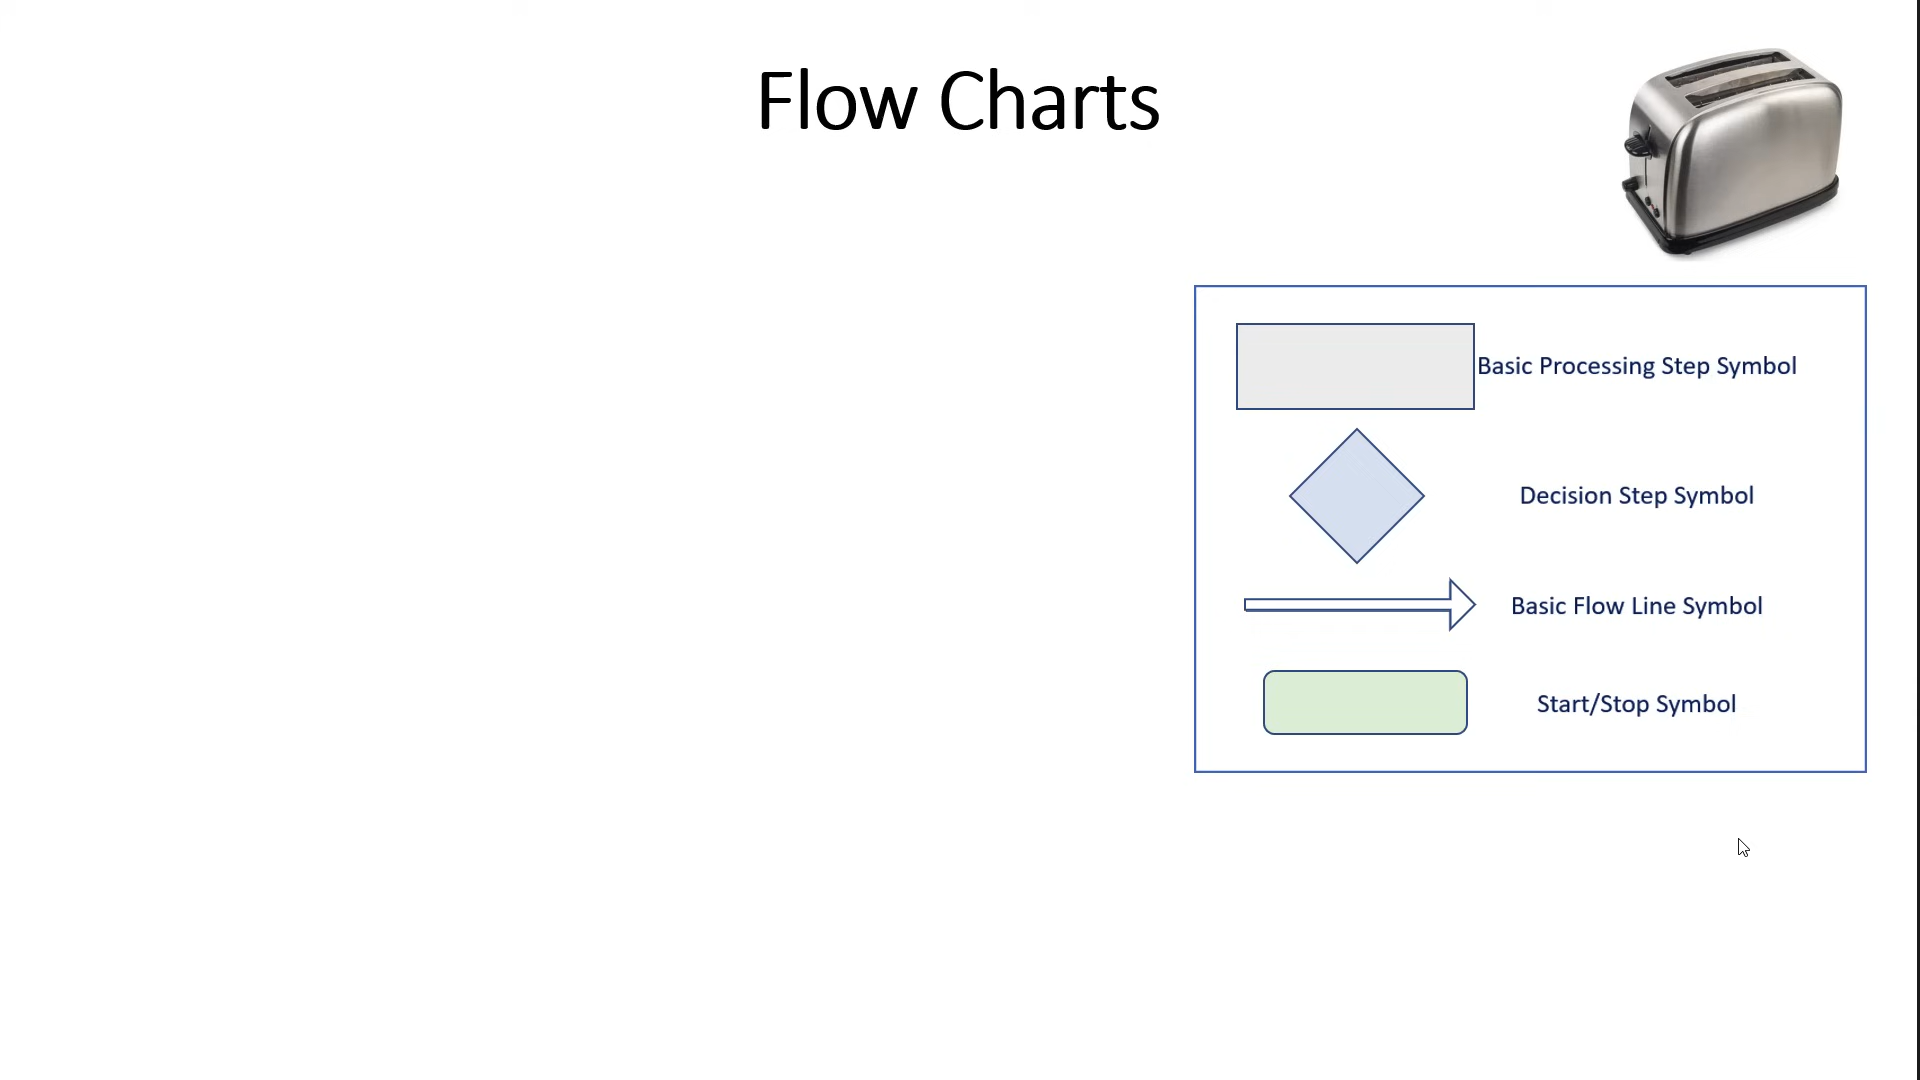 Flow Charts
Basic Processing Step Symbol
Decision Step Symbol
Basic Flow Line Symbol
Start/Stop Symbol